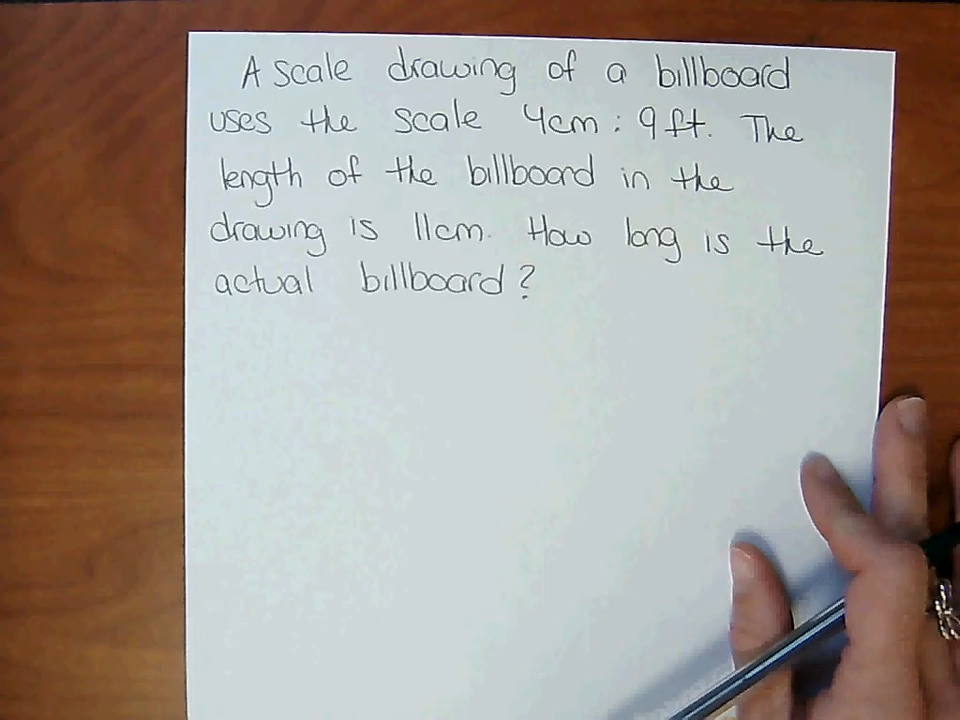 A scale drawing of a billboard
uses the scale 4cm : 9 ft. The
length of the billboard in the
drawing is 11cm. How long is the
actual billboard?